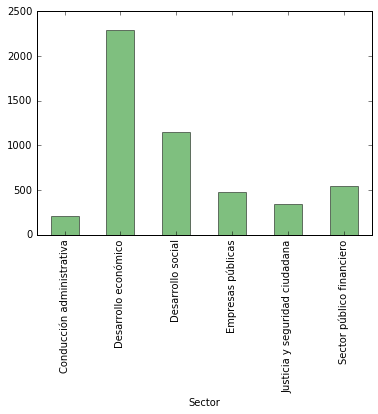 2500
2000
1500
1000
500
0
Conducción administrativa
Desarrollo económico
Desarrollo social
Empresas públicas
Justicia y seguridad ciudadana
Sector público financiero
Sector